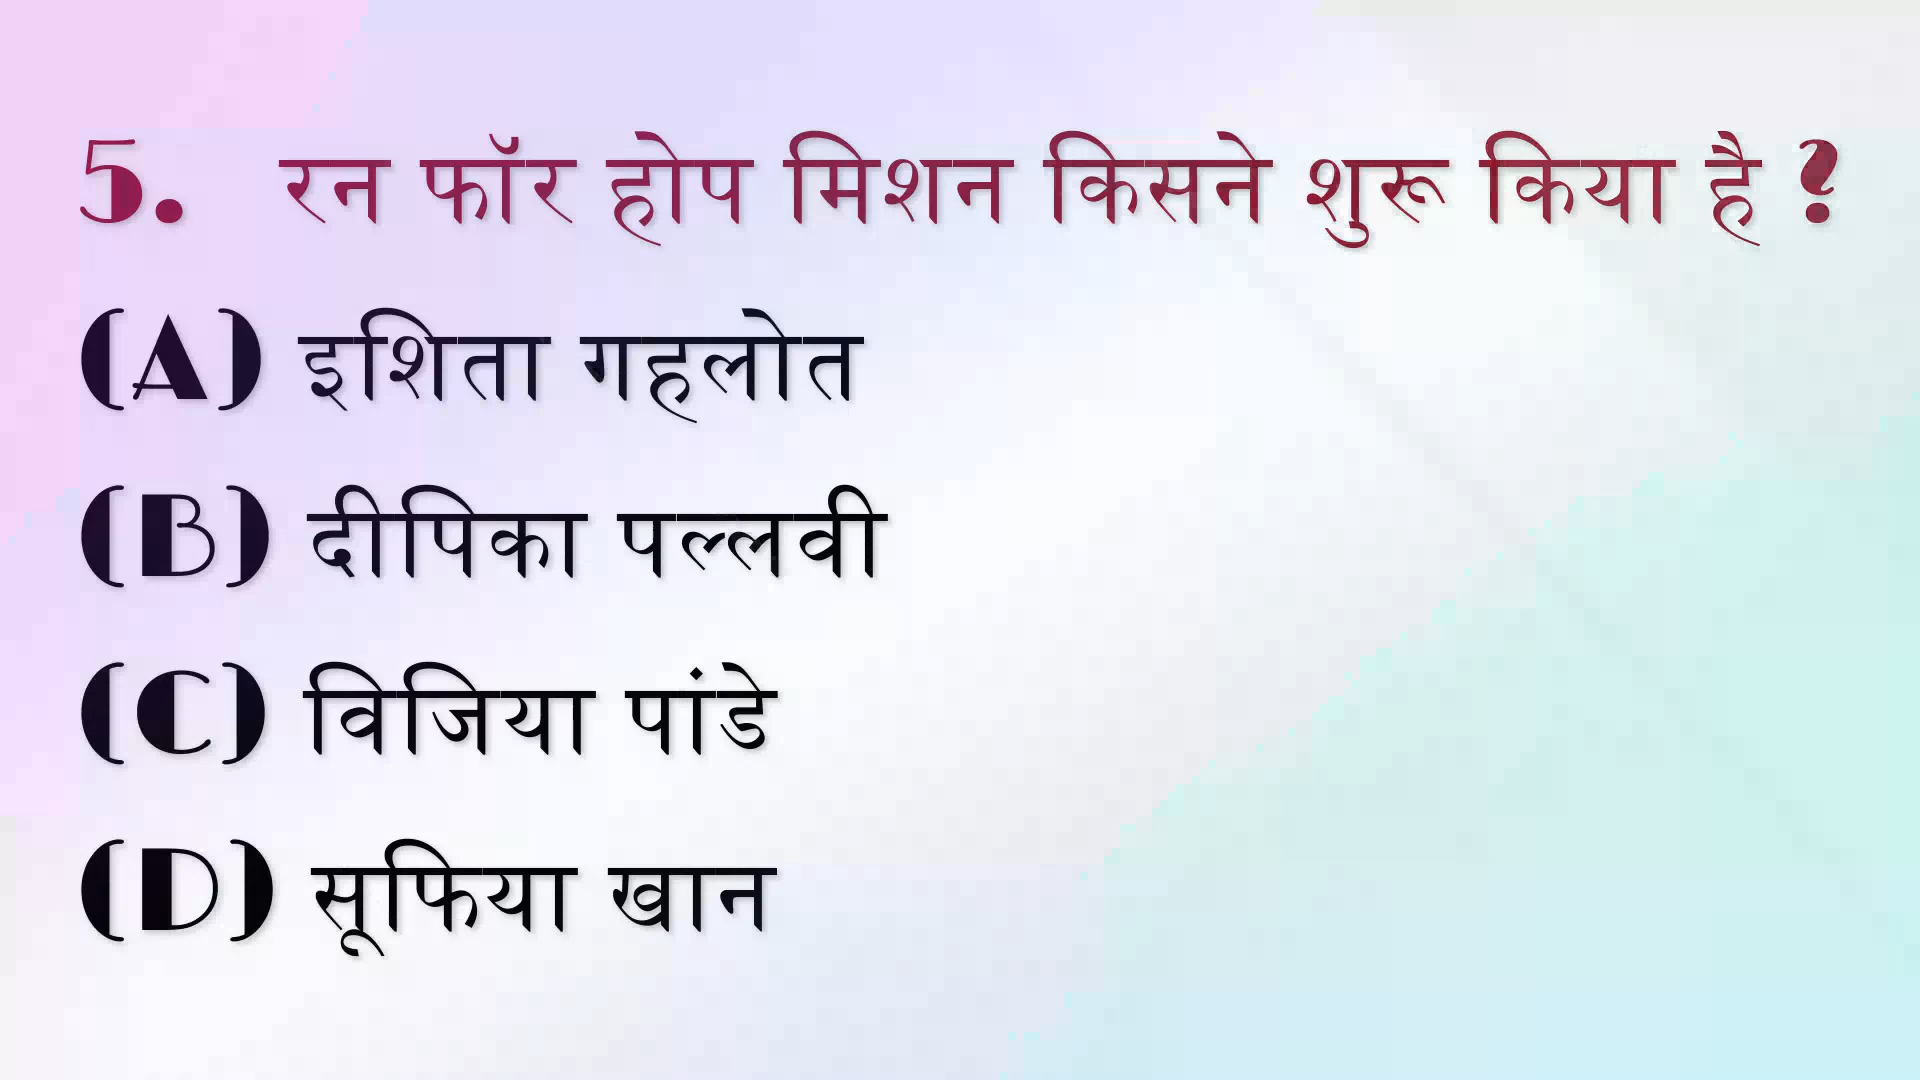 5. रन फॉर होप मिशन किसने शुरू किया है ?
(A) इशिता गहलोत
(B) दीपिका पल्लवी
(C) विजिया पांडे
(D) सूफिया खान